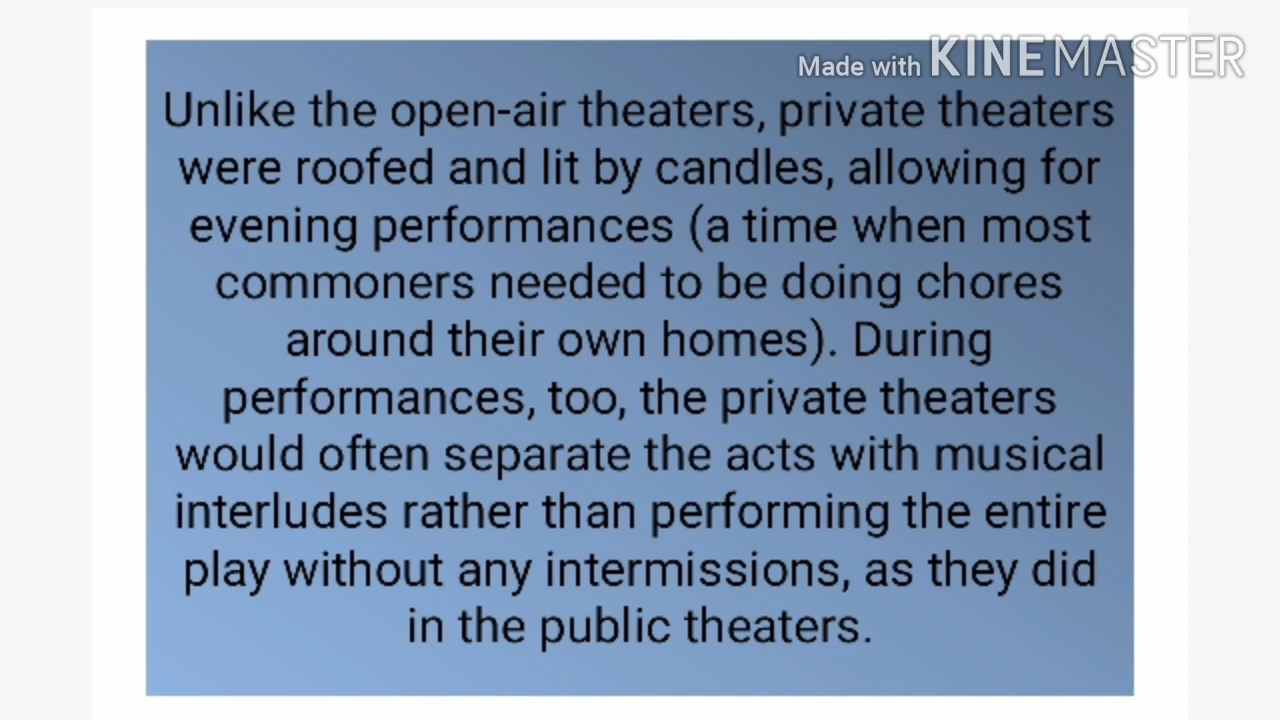 Made with KINEMASTER
Unlike the open-air theaters, private theaters
were roofed and lit by candles, allowing for
evening performances (a time when most
commoners needed to be doing chores
around their own homes). During
performances, too, the private theaters
would often separate the acts with musical
interludes rather than performing the entire
play without any intermissions, as they did
in the public theaters.